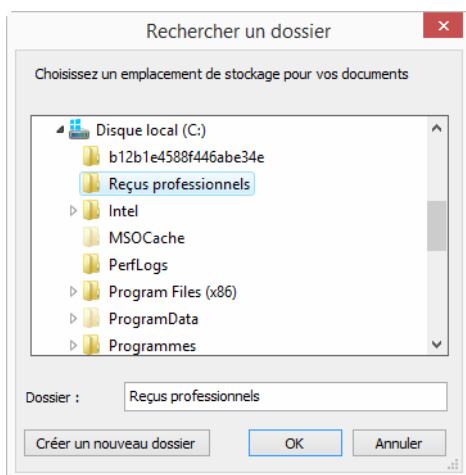 Rechercher un dossier
Choisissez un emplacement de stockage pour vos documents
Disque local (C:)
b12b1e4588f446abe34e
Reçus professionnels
Intel
MSOCache
PerfLogs
Program Files (x86)
ProgramData
Programmes
Dossier : Reçus professionnels
Créer un nouveau dossier OK Annuler